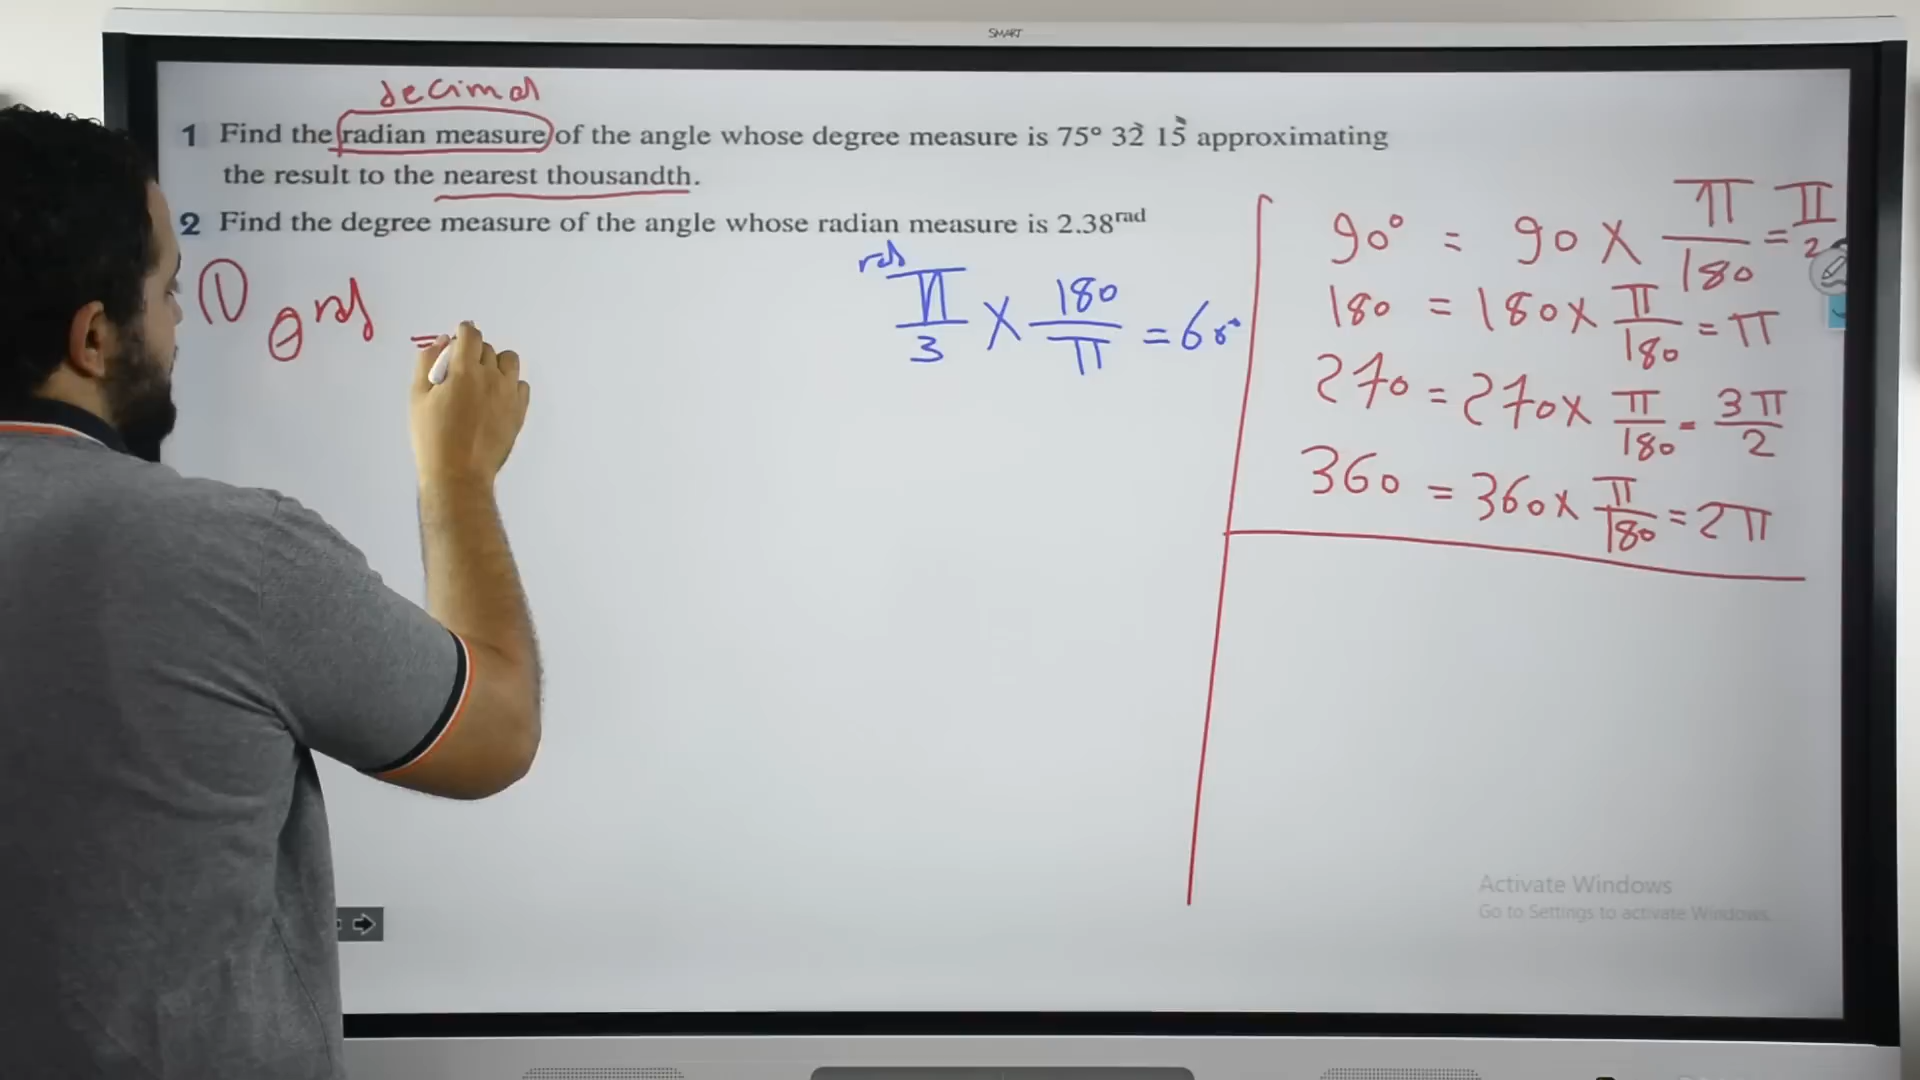 SMART
decimal
1 Find the radian measure of the angle whose degree measure is 75° 32̀ 15̏ approximating
the result to the nearest thousandth.
2 Find the degree measure of the angle whose radian measure is 2.38ʳᵃᵈ
① θ rad =
rad
π/3 × 180/π = 60°
90° = 90 × π/180 = π/2
180 = 180 × π/180 = π
270 = 270 × π/180 = 3π/2
360 = 360 × π/180 = 2π
Activate Windows
Go to Settings to activate Windows.